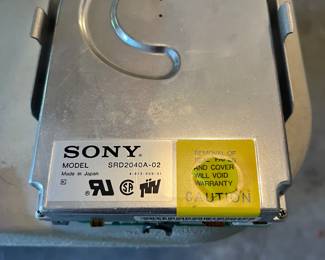 SONY
MODEL SRD2040A-02
Made in Japan
REMOVAL OF
AND COVER
WILL VOID
WARRANTY
CAUTION